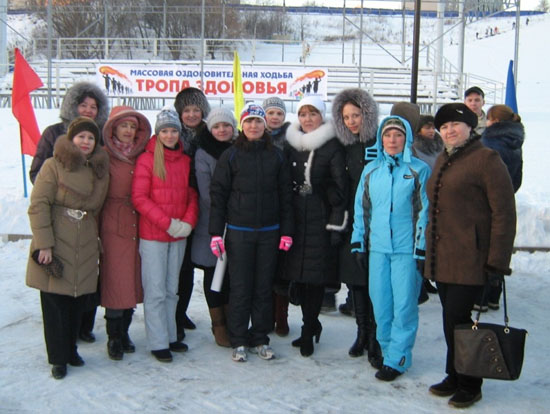 МАССОВАЯ ОЗДОРОВИТЕЛЬНАЯ ХОДЬБА
ТРОПА ЗДОРОВЬЯ